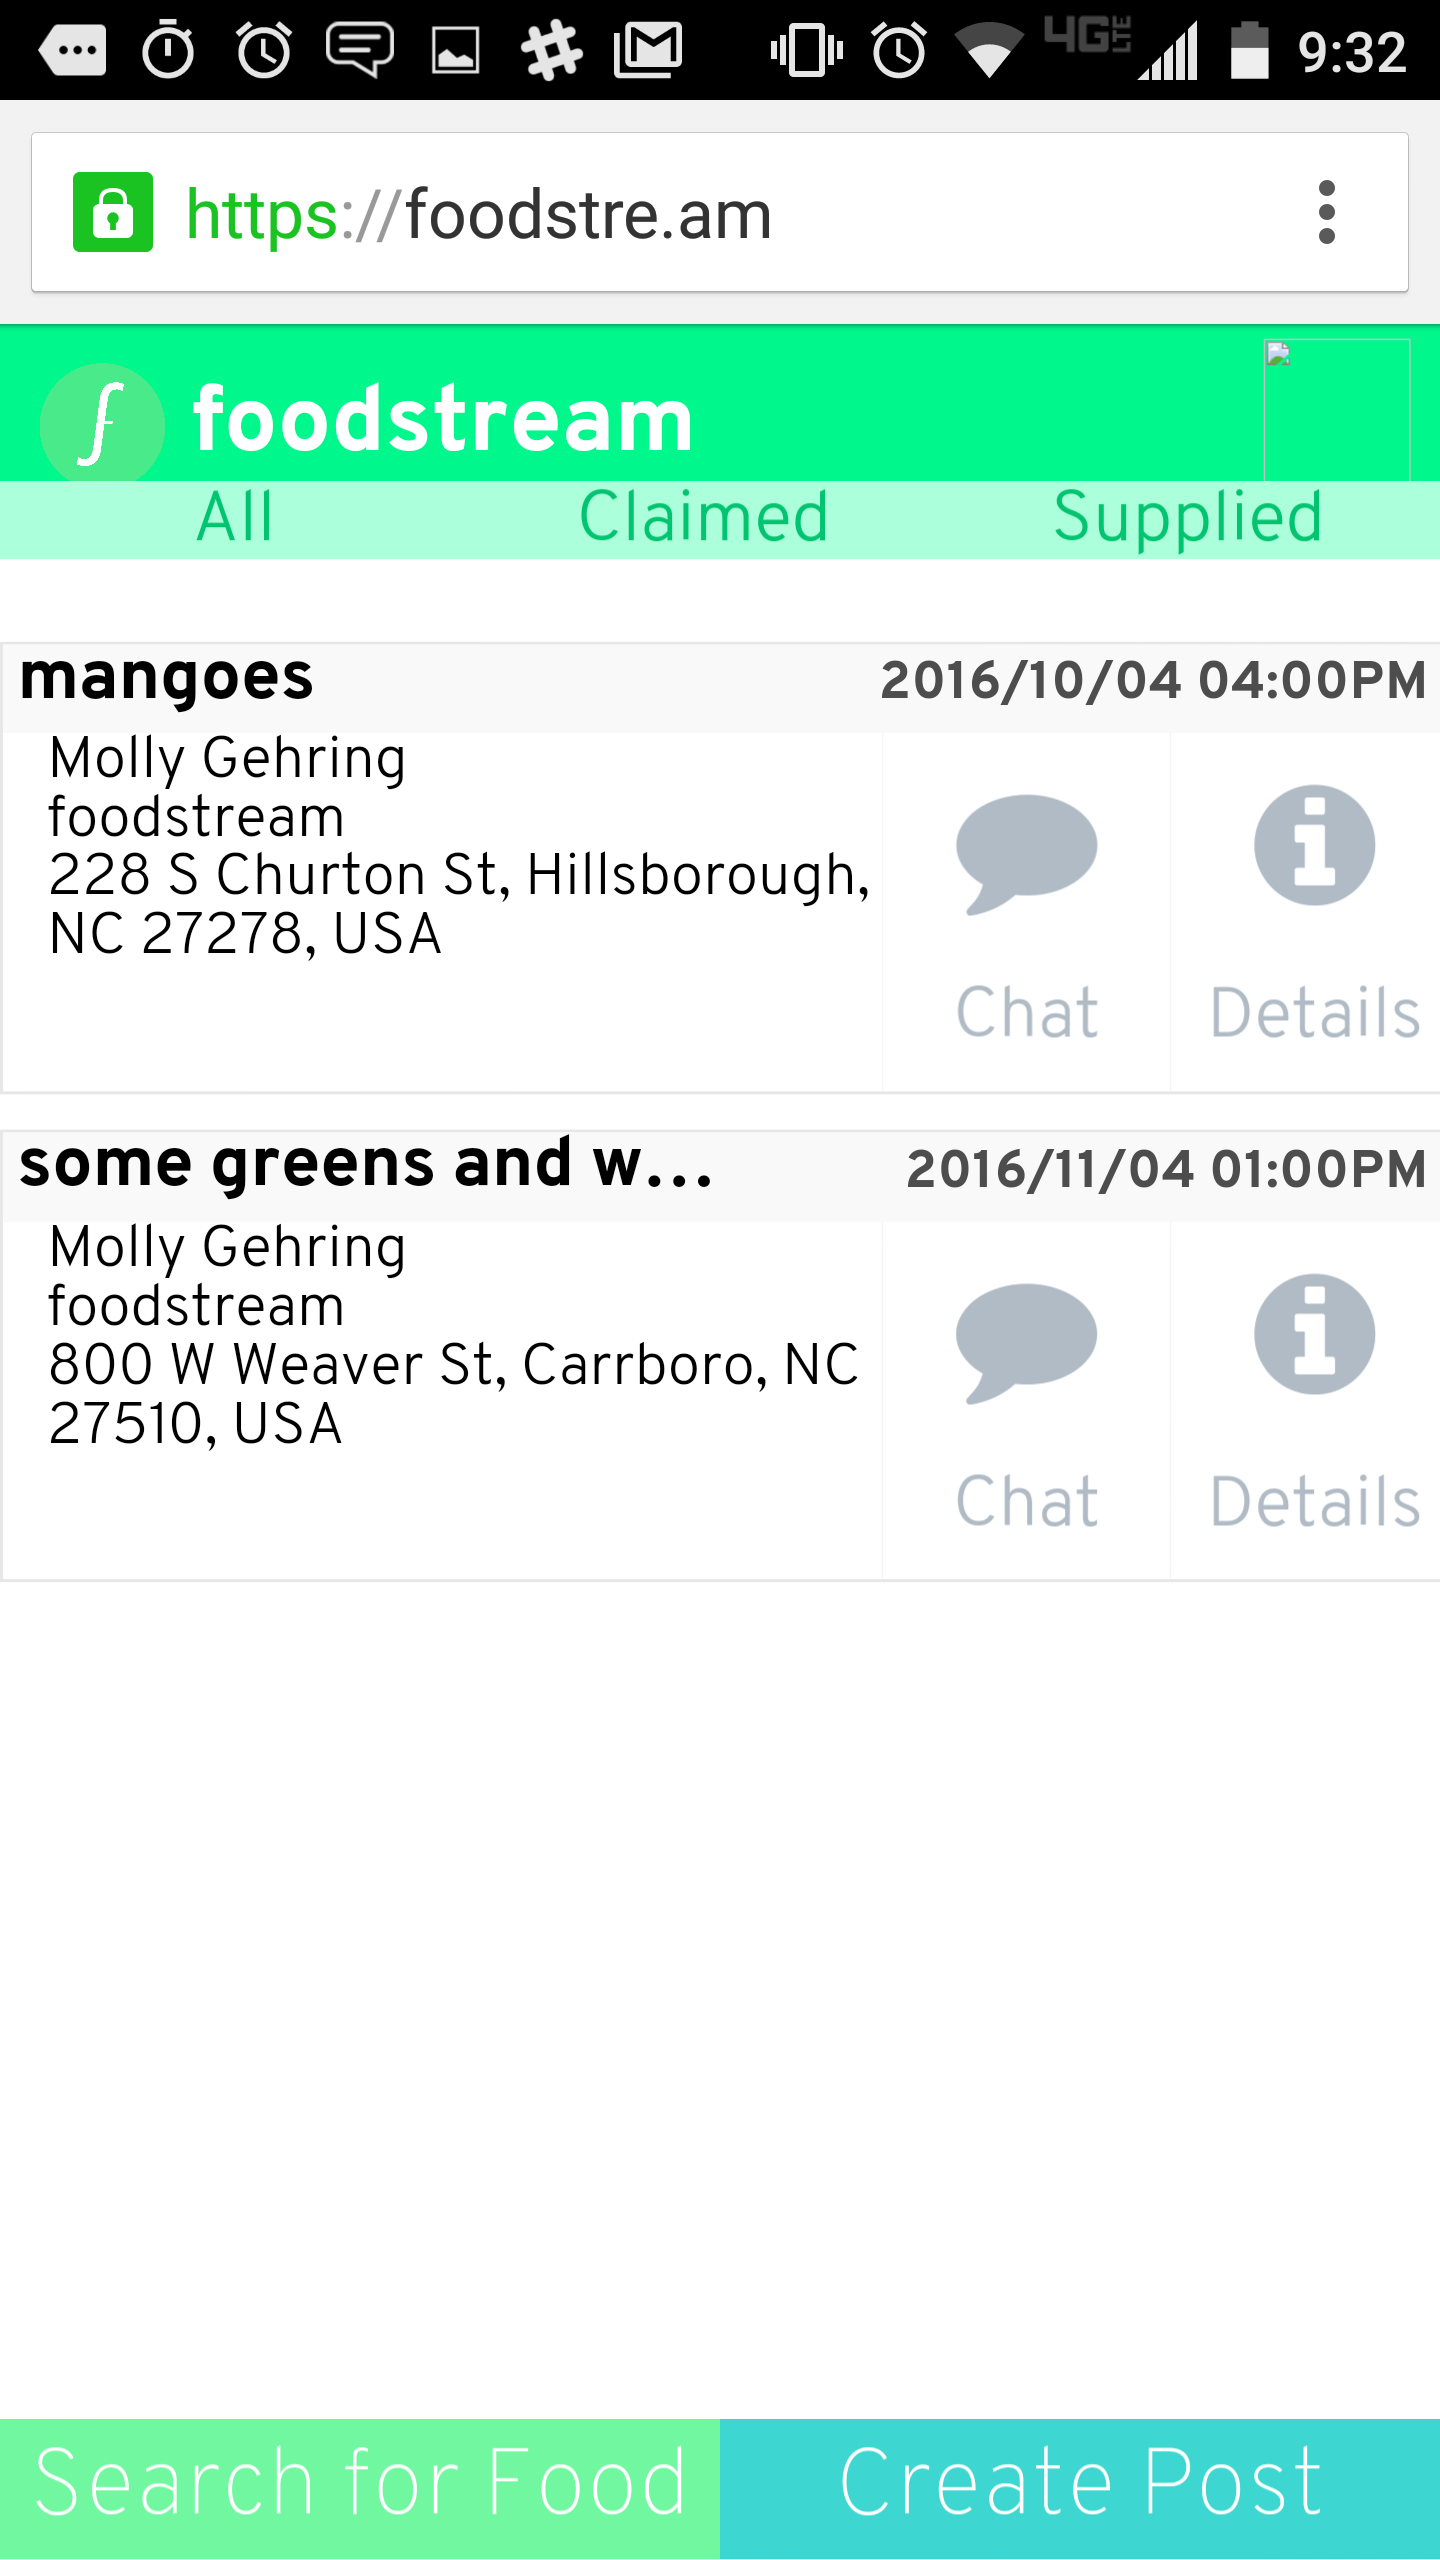 4G LTE 9:32
https://foodstre.am
f foodstream
All Claimed Supplied
mangoes 2016/10/04 04:00PM
Molly Gehring
foodstream
228 S Churton St, Hillsborough,
NC 27278, USA
Chat Details
some greens and w... 2016/11/04 01:00PM
Molly Gehring
foodstream
800 W Weaver St, Carrboro, NC
27510, USA
Chat Details
Search for Food Create Post